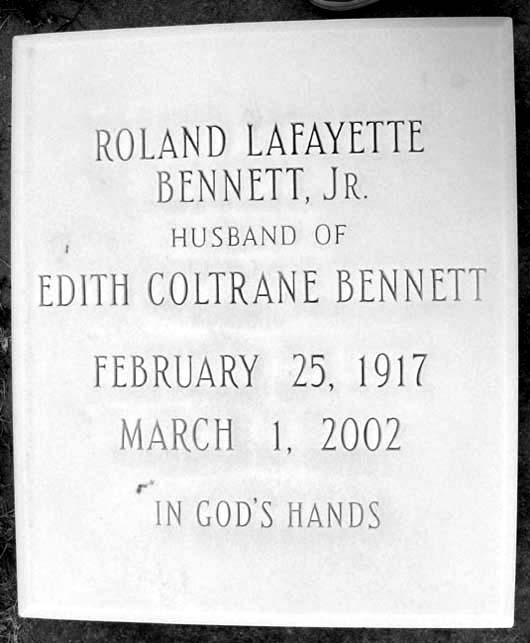 ROLAND LAFAYETTE
BENNETT, JR.
HUSBAND OF
EDITH COLTRANE BENNETT
FEBRUARY 25, 1917
MARCH 1, 2002
IN GOD'S HANDS